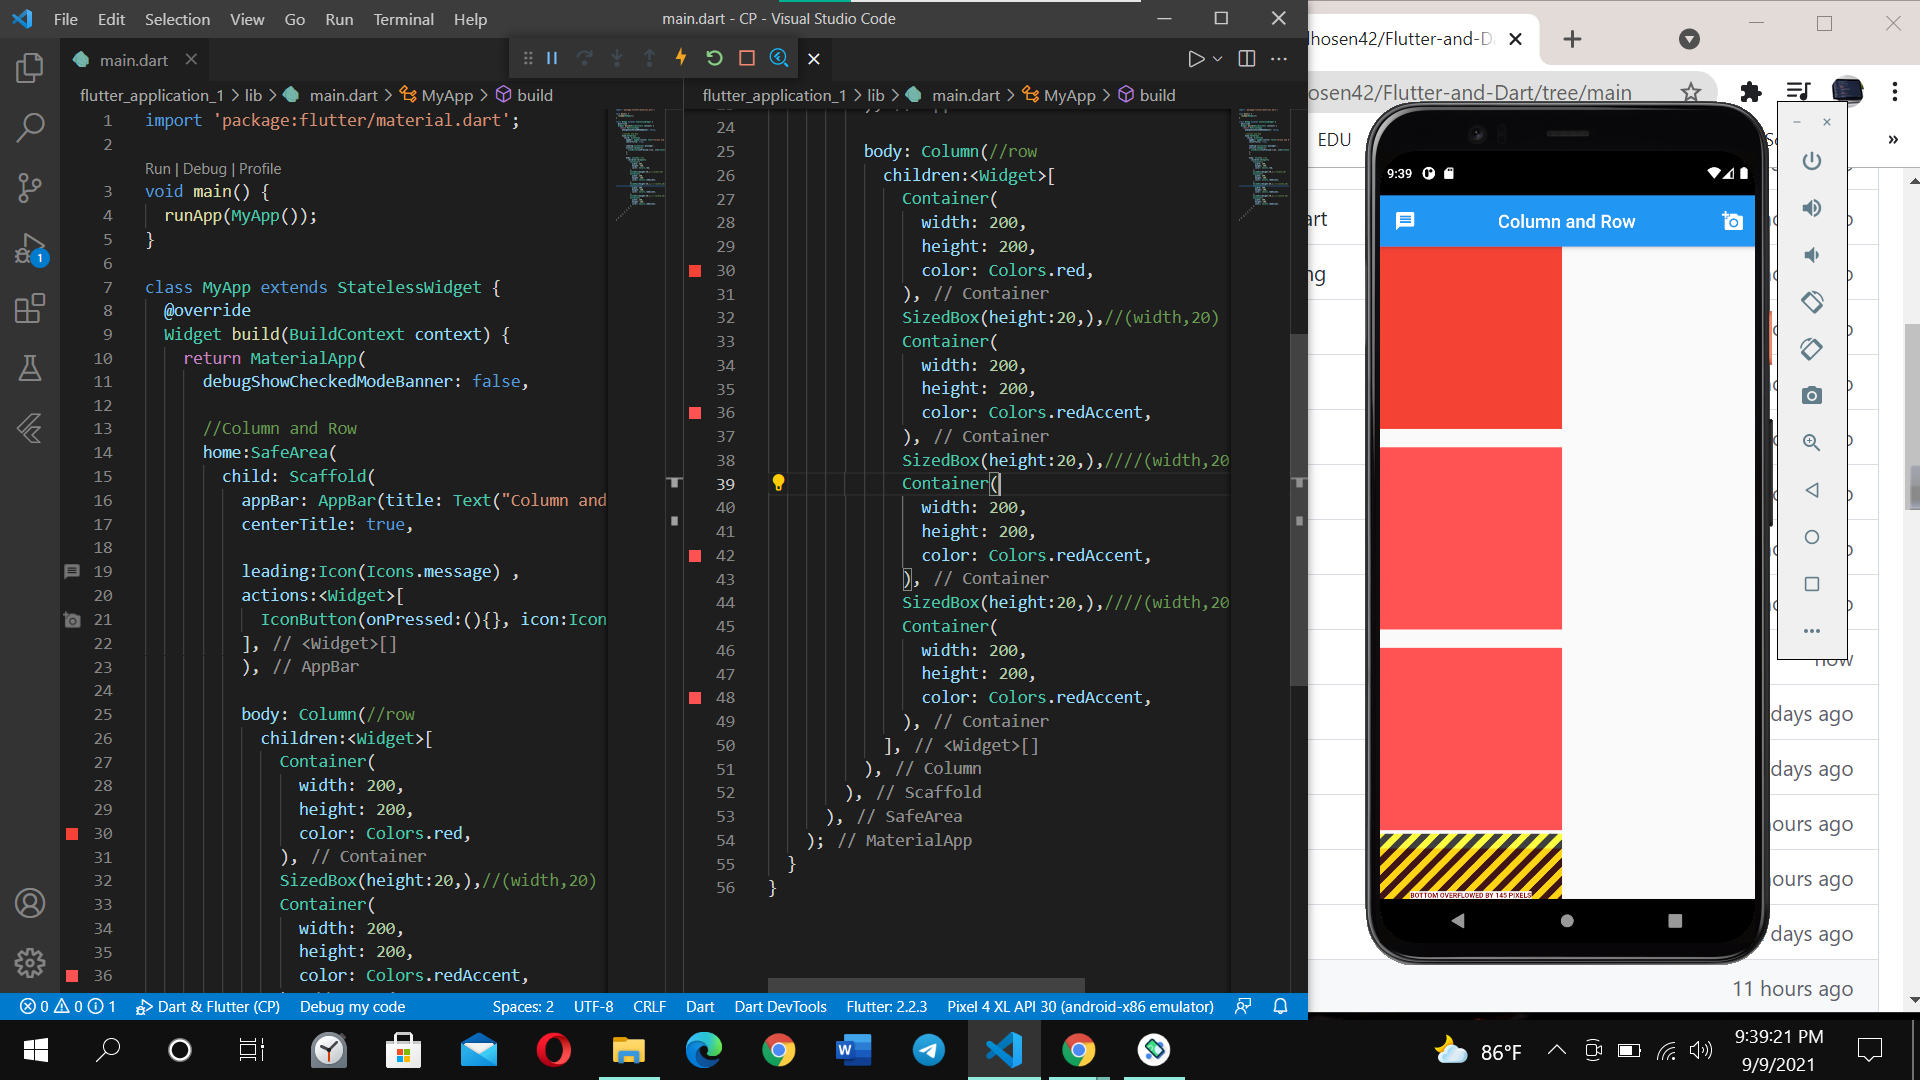 File Edit Selection View Go Run Terminal Help
main.dart - CP - Visual Studio Code
main.dart
flutter_application_1 > lib > main.dart > MyApp > build
1 import 'package:flutter/material.dart';
2
Run | Debug | Profile
3 void main() {
4 runApp(MyApp());
5 }
6
7 class MyApp extends StatelessWidget {
8 @override
9 Widget build(BuildContext context) {
10 return MaterialApp(
11 debugShowCheckedModeBanner: false,
12
13 //Column and Row
14 home:SafeArea(
15 child: Scaffold(
16 appBar: AppBar(title: Text("Column and
17 centerTitle: true,
18
19 leading:Icon(Icons.message) ,
20 actions:<Widget>[
21 IconButton(onPressed:(){}, icon:Icon
22 ], // <Widget>[]
23 ), // AppBar
24
25 body: Column(//row
26 children:<Widget>[
27 Container(
28 width: 200,
29 height: 200,
30 color: Colors.red,
31 ), // Container
32 SizedBox(height:20,),//(width,20)
33 Container(
34 width: 200,
35 height: 200,
36 color: Colors.redAccent,
flutter_application_1 > lib > main.dart > MyApp > build
24
25 body: Column(//row
26 children:<Widget>[
27 Container(
28 width: 200,
29 height: 200,
30 color: Colors.red,
31 ), // Container
32 SizedBox(height:20,),//(width,20)
33 Container(
34 width: 200,
35 height: 200,
36 color: Colors.redAccent,
37 ), // Container
38 SizedBox(height:20,),////(width,20
39 Container(
40 width: 200,
41 height: 200,
42 color: Colors.redAccent,
43 ), // Container
44 SizedBox(height:20,),////(width,20
45 Container(
46 width: 200,
47 height: 200,
48 color: Colors.redAccent,
49 ), // Container
50 ], // <Widget>[]
51 ), // Column
52 ), // Scaffold
53 ), // SafeArea
54 ); // MaterialApp
55 }
56 }
1
0 0 1 Dart & Flutter (CP) Debug my code Spaces: 2 UTF-8 CRLF Dart Dart DevTools Flutter: 2.2.3 Pixel 4 XL API 30 (android-x86 emulator)
hosen42/Flutter-and-D
osen42/Flutter-and-Dart/tree/main
EDU
»
art
ng
9:39
Column and Row
BOTTOM OVERFLOWED BY 145 PIXELS
now
days ago
days ago
hours ago
hours ago
days ago
11 hours ago
86°F
9:39:21 PM
9/9/2021